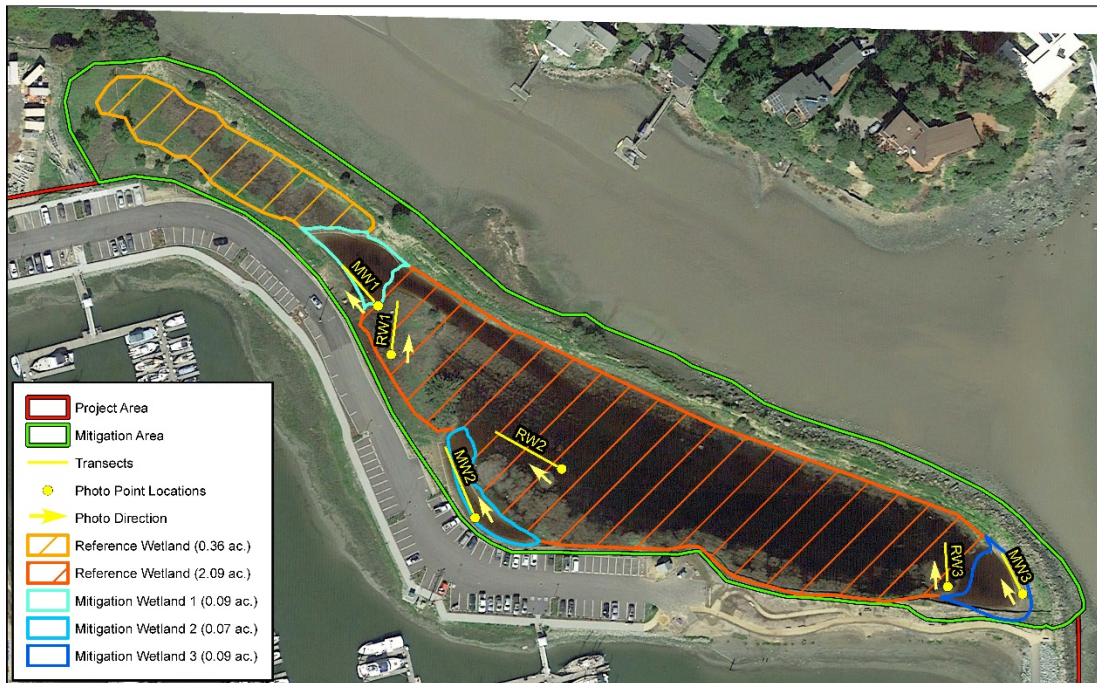 MW1
RW1
RW2
MW2
RW3
MW3
Project Area
Mitigation Area
Transects
Photo Point Locations
Photo Direction
Reference Wetland (0.36 ac.)
Reference Wetland (2.09 ac.)
Mitigation Wetland 1 (0.09 ac.)
Mitigation Wetland 2 (0.07 ac.)
Mitigation Wetland 3 (0.09 ac.)